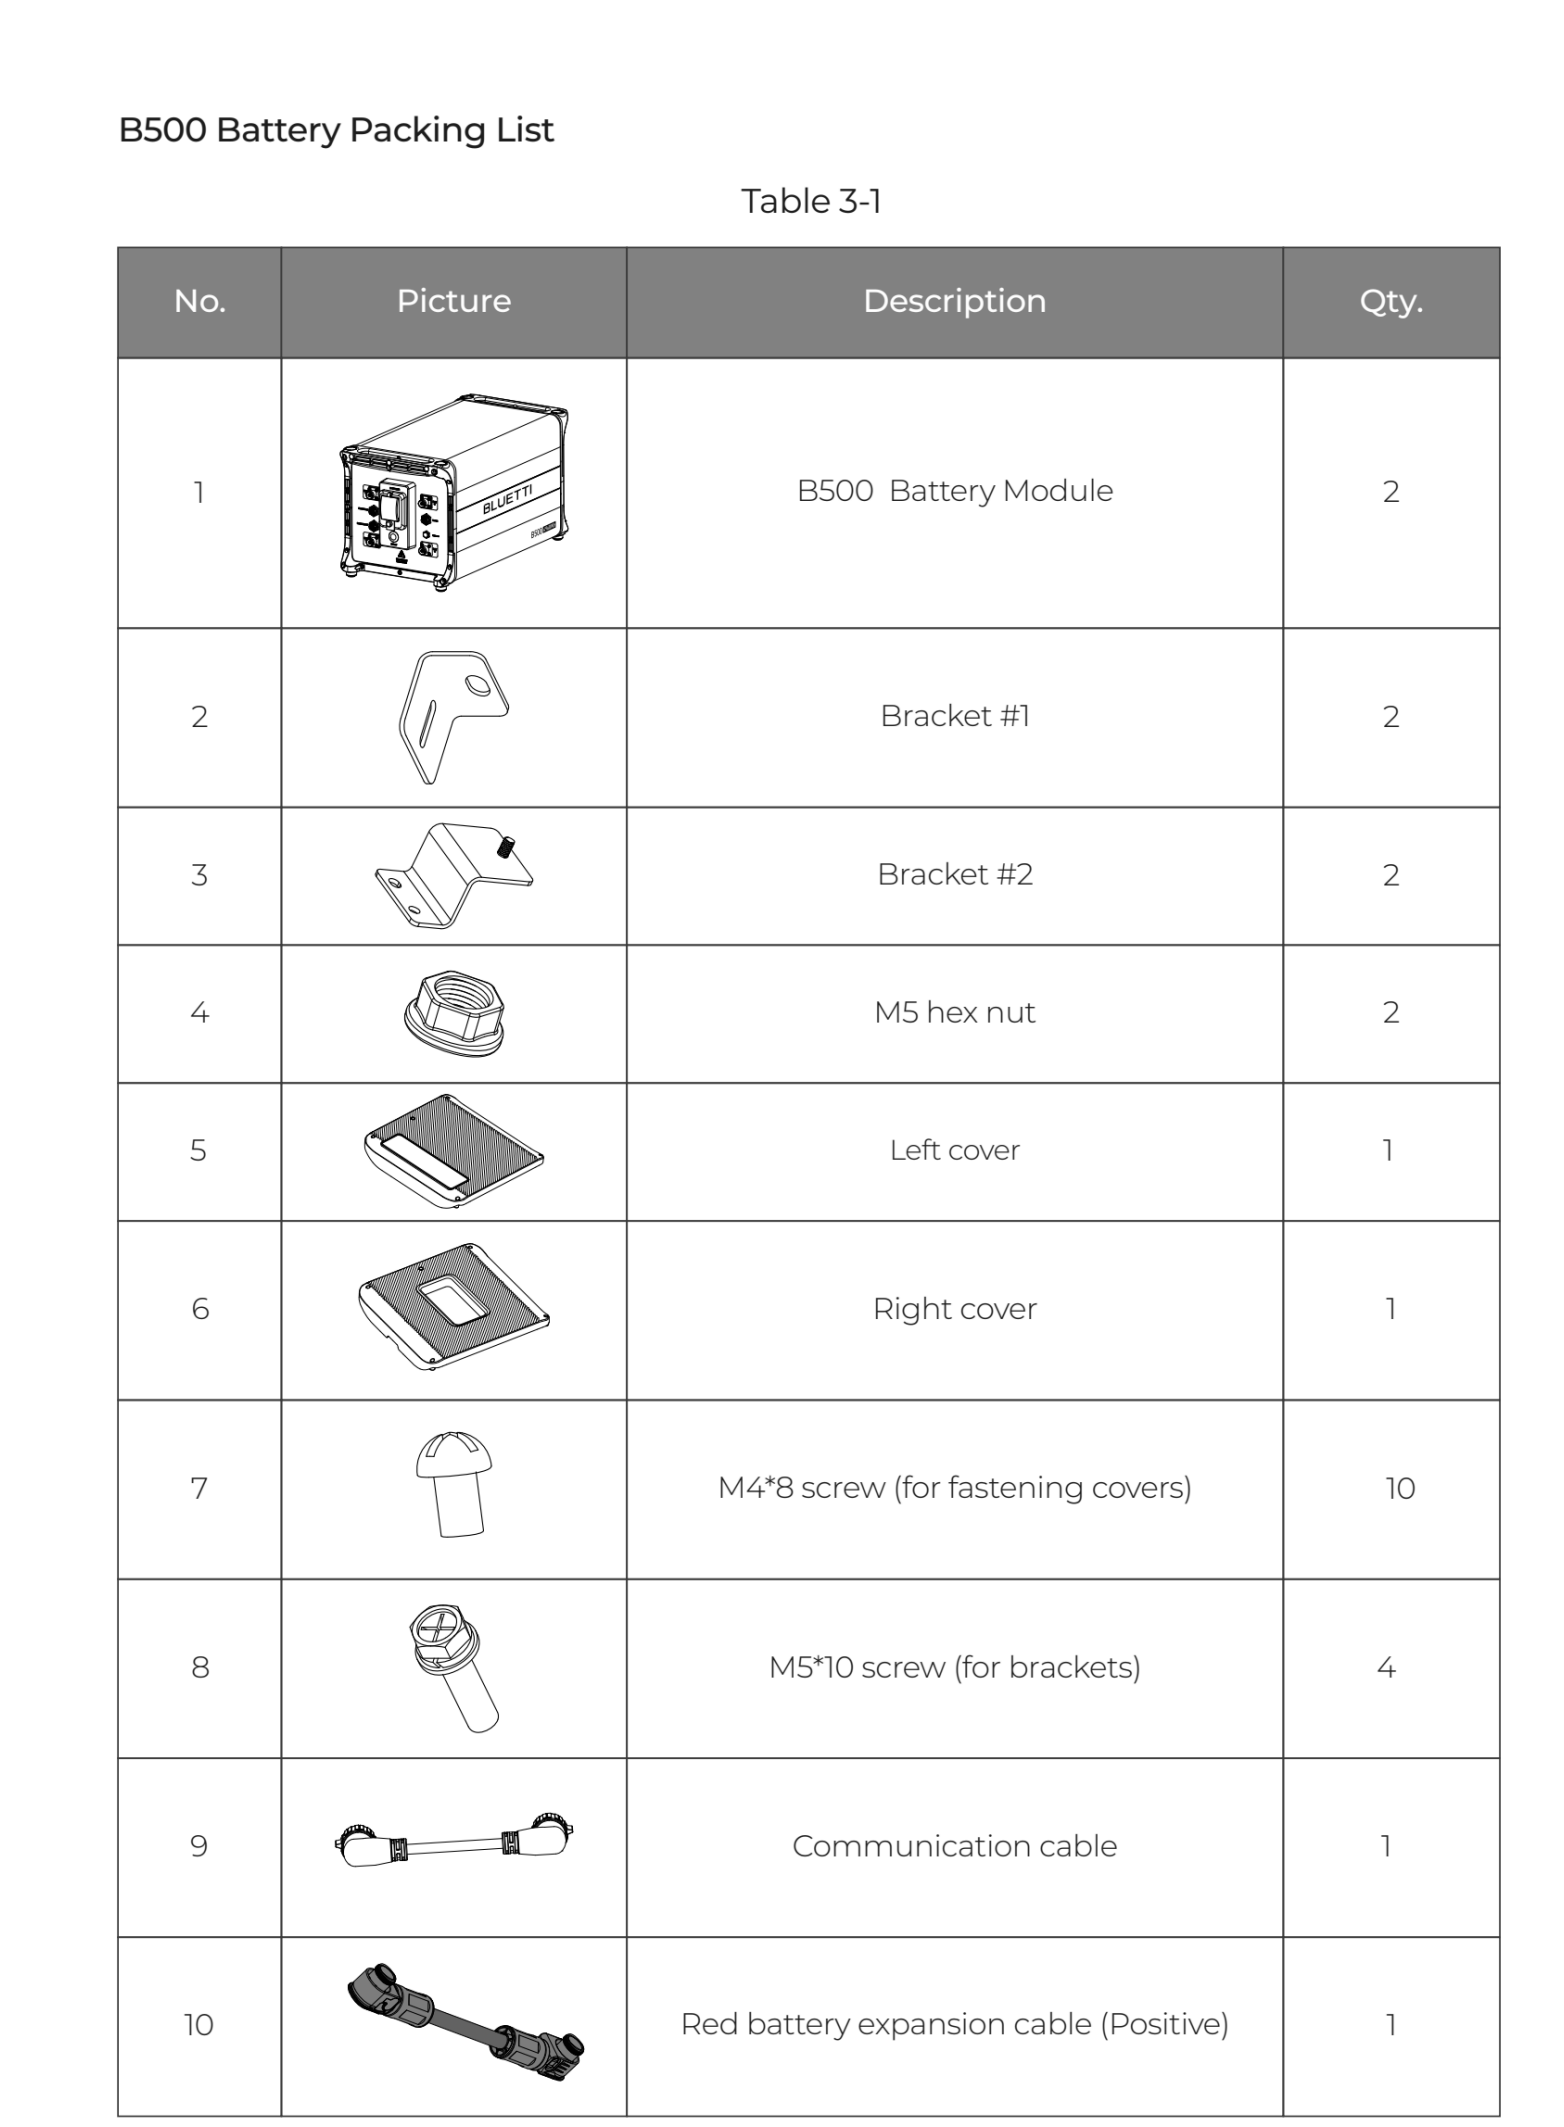 B500 Battery Packing List
Table 3-1
No. Picture Description Qty.
1 BLUETTI B500 B500 Battery Module 2
2 Bracket #1 2
3 Bracket #2 2
4 M5 hex nut 2
5 Left cover 1
6 Right cover 1
7 M4*8 screw (for fastening covers) 10
8 M5*10 screw (for brackets) 4
9 Communication cable 1
10 Red battery expansion cable (Positive) 1